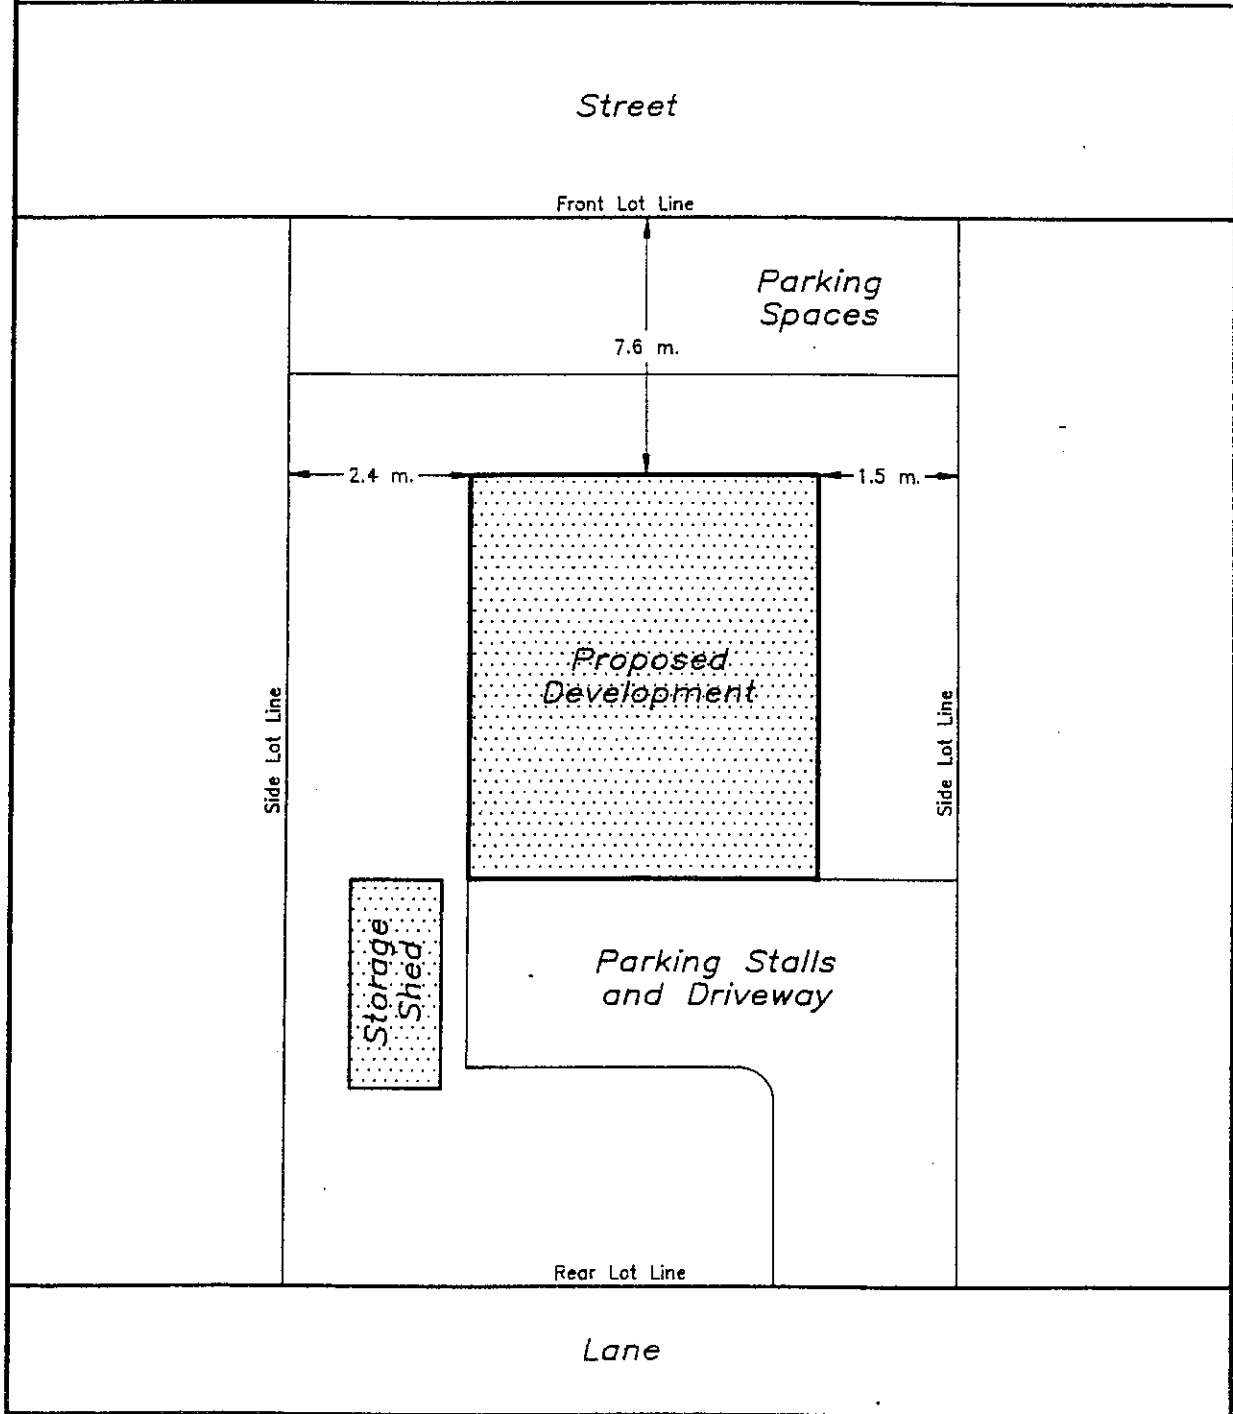 Street
Front Lot Line
Parking
Spaces
7.6 m.
2.4 m.
1.5 m.
Proposed
Development
Side Lot Line
Side Lot Line
Storage
Shed
Parking Stalls
and Driveway
Rear Lot Line
Lane